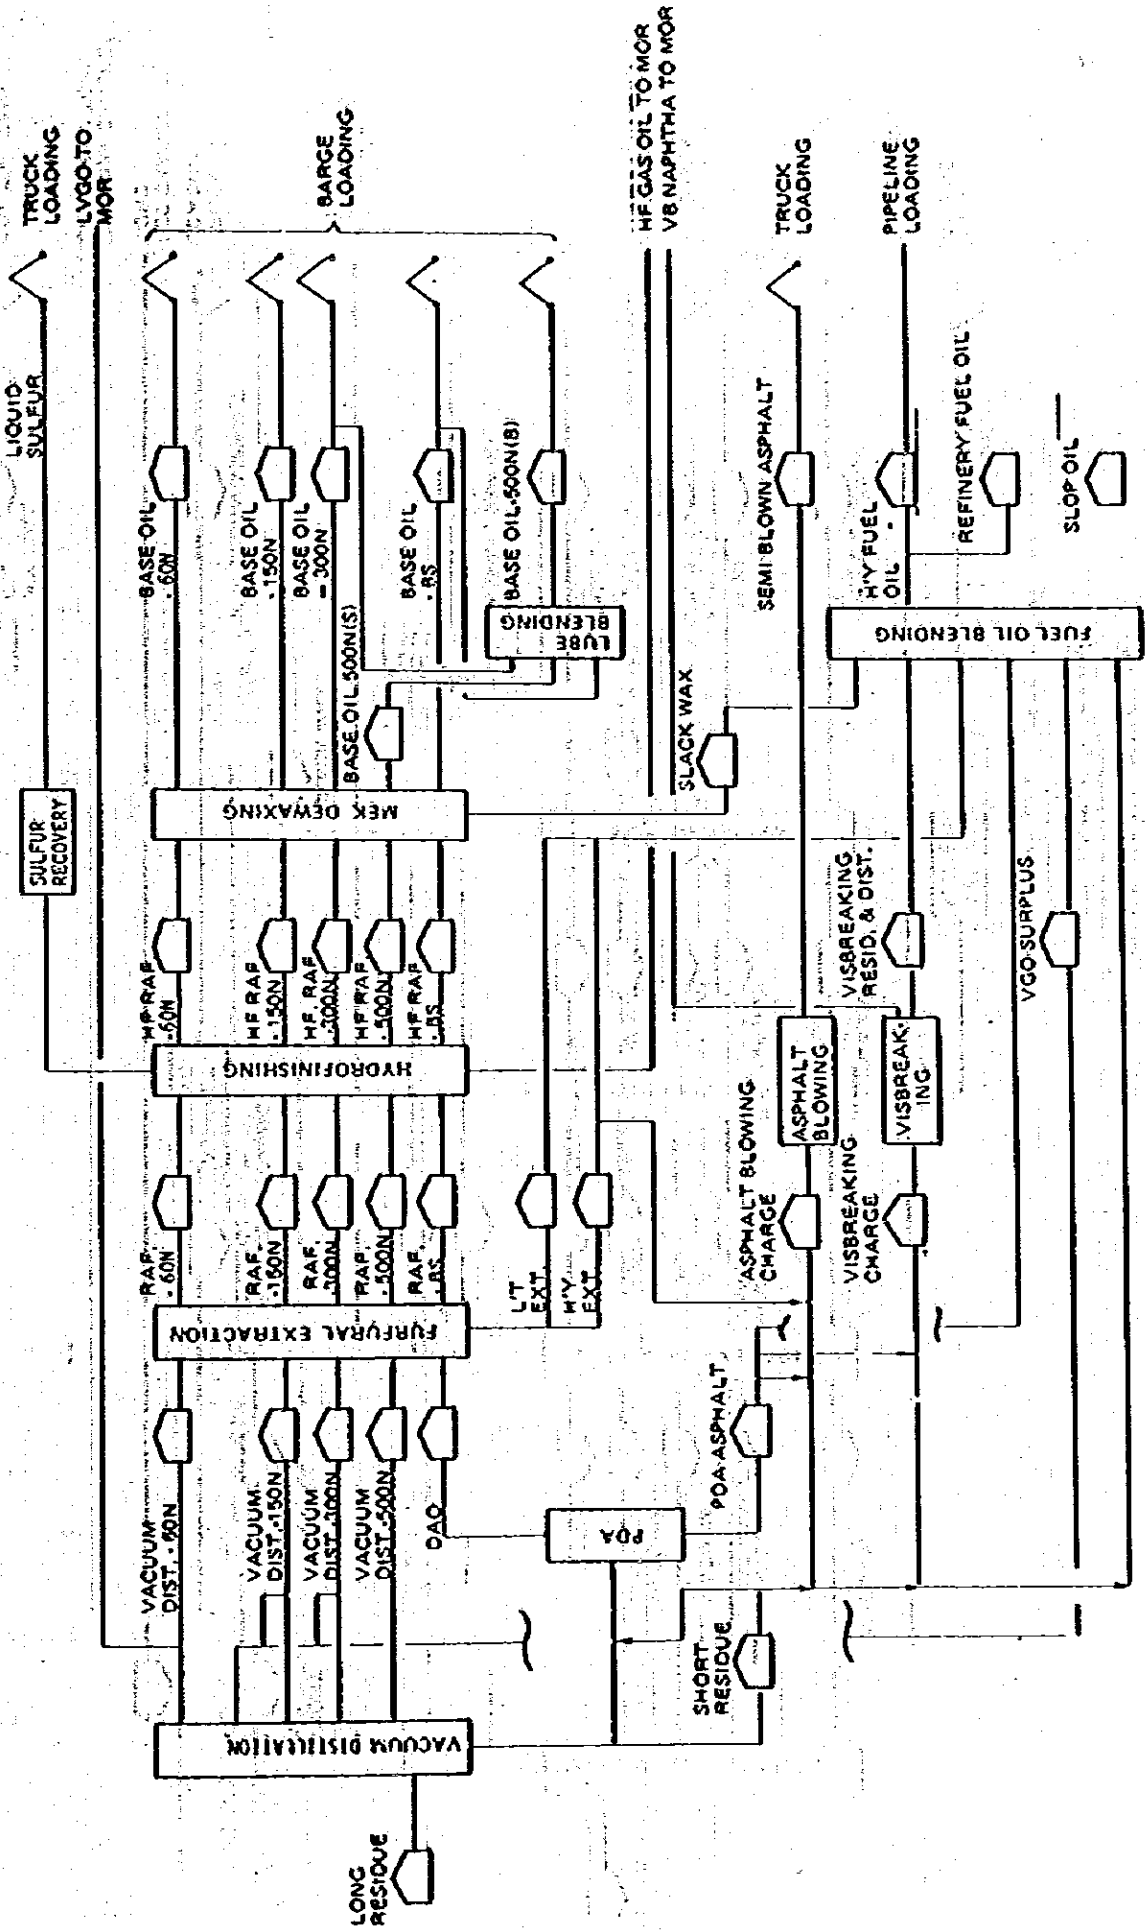 LONG
RESIDUE
VACUUM DISTILLATION
VACUUM
DIST. - 60N
VACUUM
DIST. - 150N
VACUUM
DIST. - 300N
VACUUM
DIST. - 500N
DAO
PDA
SHORT
RESIDUE
PDA ASPHALT
FURFURAL EXTRACTION
RAF.
- 60N
RAF.
- 150N
RAF.
- 300N
RAF.
- 500N
RAF.
- BS
L'T
EXT.
H'Y
EXT.
ASPHALT BLOWING
CHARGE
VISBREAKING
CHARGE
HYDROFINISHING
HF RAF
- 60N
HF RAF
- 150N
HF RAF
- 300N
HF RAF
- 500N
HF RAF
- BS
ASPHALT
BLOWING
VISBREAK-
ING
VISBREAKING
RESID. & DIST.
VGO SURPLUS
SULFUR
RECOVERY
MEK DEWAXING
SLACK WAX
BASE OIL 500N(S)
LUBE
BLENDING
FUEL OIL BLENDING
BASE OIL
- 60N
BASE OIL
- 150N
BASE OIL
- 300N
BASE OIL
- BS
BASE OIL-500N(B)
SEMI BLOWN ASPHALT
H'Y FUEL
OIL
REFINERY FUEL OIL
SLOP OIL
LIQUID
SULFUR
TRUCK
LOADING
LVGO TO
MOR
BARGE
LOADING
HF GAS OIL TO MOR
VB NAPHTHA TO MOR
TRUCK
LOADING
PIPELINE
LOADING